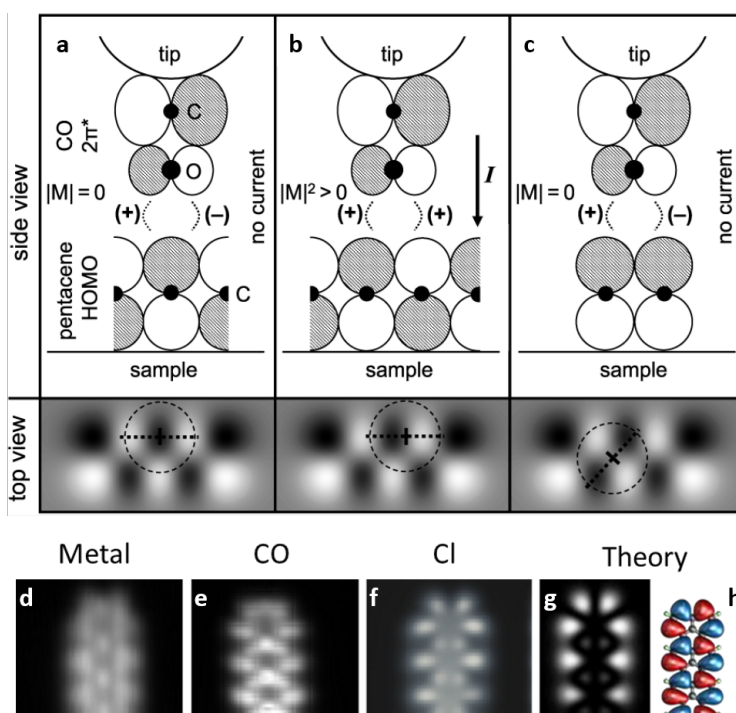 a
tip
C
CO
2π*
O
|M| = 0
(+)
(–)
no current
pentacene
HOMO
C
sample
b
tip
|M|² > 0
I
(+)
(+)
sample
c
tip
|M| = 0
no current
(+)
(–)
sample
side view
top view
Metal
CO
Cl
Theory
d
e
f
g
h